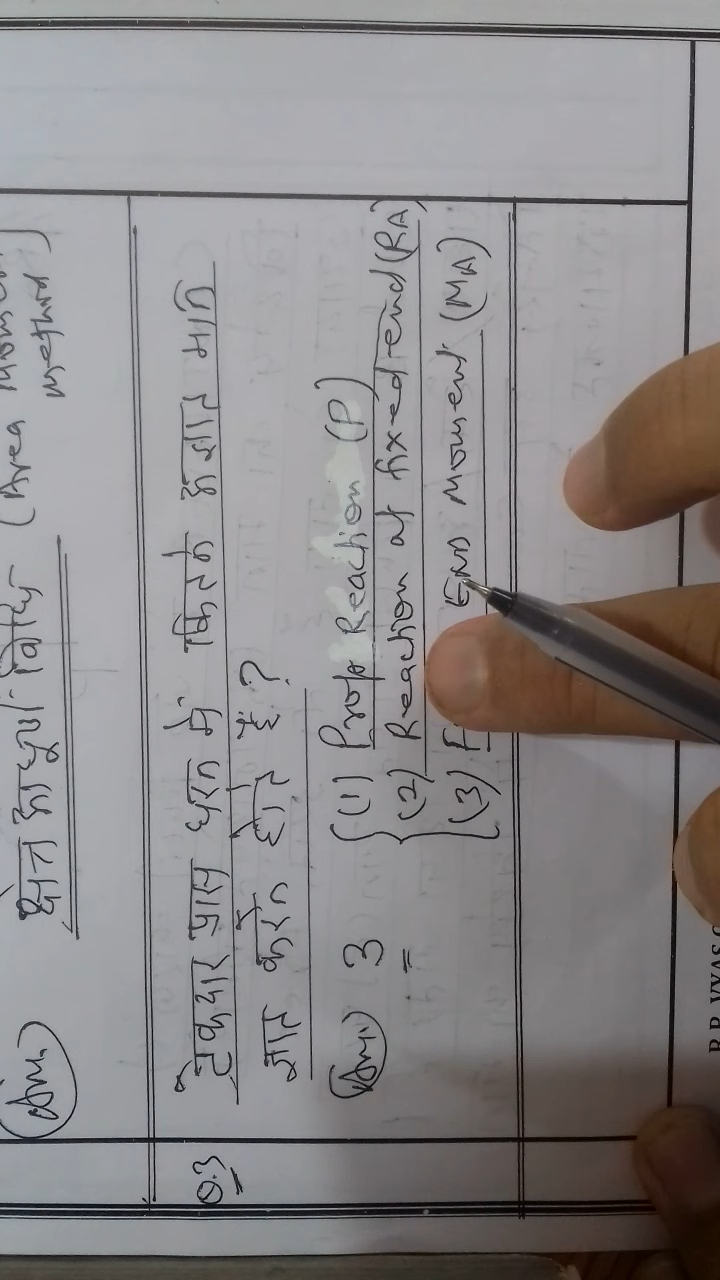 क्षेत्र आघूर्ण विधि (Area Moment
method)
Ans.
Q.3
टेकदार प्रास धरन में कितने अज्ञात मान
ज्ञात करने होते हैं?
Ans. 3
(1) Prop Reaction (P)
(2) Reaction at fixed end (RA)
(3) End Moment (MA)